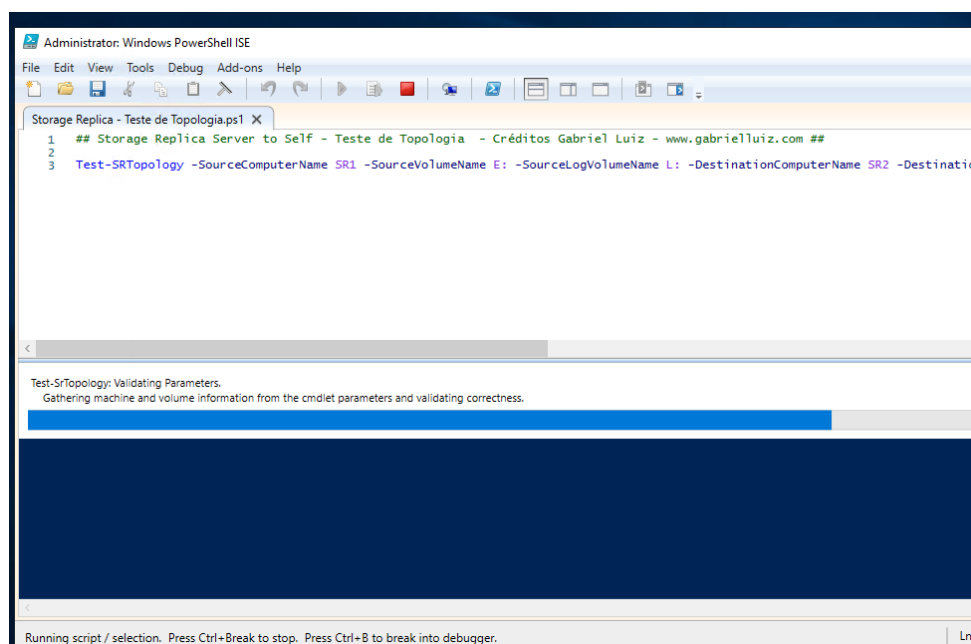 Administrator: Windows PowerShell ISE
File Edit View Tools Debug Add-ons Help
Storage Replica - Teste de Topologia.ps1 X
1 ## Storage Replica Server to Self - Teste de Topologia - Créditos Gabriel Luiz - www.gabrielluiz.com ##
2
3 Test-SRTopology -SourceComputerName SR1 -SourceVolumeName E: -SourceLogVolumeName L: -DestinationComputerName SR2 -Destinatio
Test-SrTopology: Validating Parameters.
Gathering machine and volume information from the cmdlet parameters and validating correctness.
Running script / selection. Press Ctrl+Break to stop. Press Ctrl+B to break into debugger.
Ln